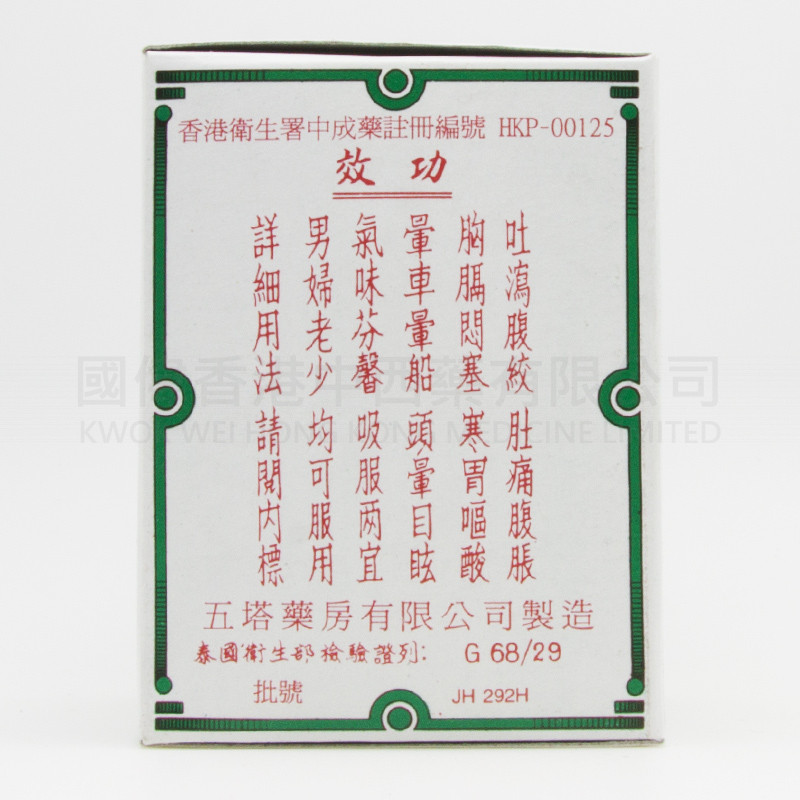 香港衛生署中成藥註冊編號 HKP-00125
功效
吐瀉腹絞 肚痛腹脹
胸膈悶塞 寒胃嘔酸
暈車暈船 頭暈目眩
氣味芬馨 吸服两宜
男婦老少 均可服用
詳細用法 請閱内標
五塔藥房有限公司製造
泰國衛生部檢驗證列: G 68/29
批號 JH 292H
國偉香港中西藥有限公司
KWOK WEI HONG KONG MEDICINE LIMITED